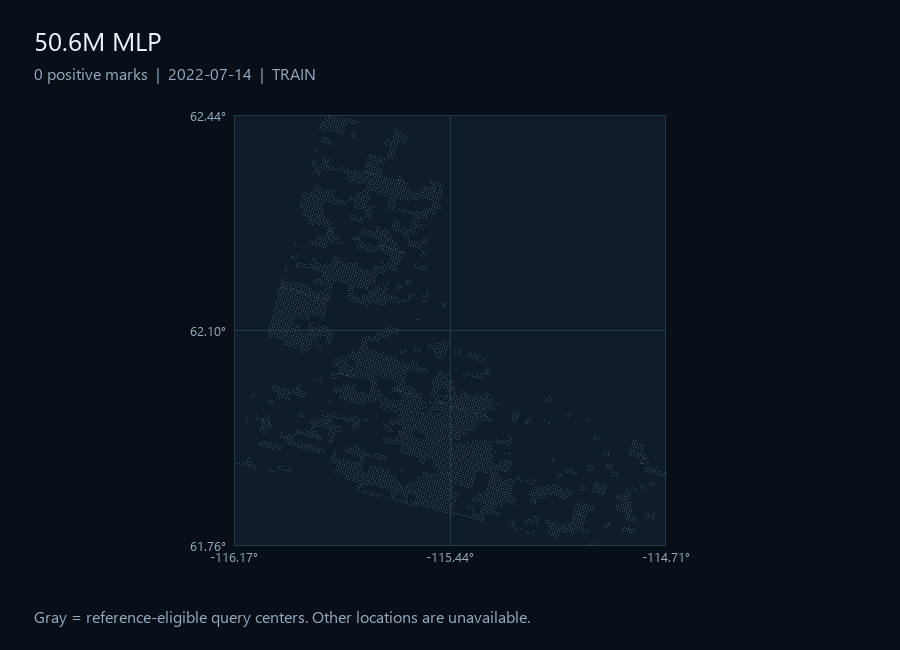 50.6M MLP
0 positive marks | 2022-07-14 | TRAIN
62.44°
62.10°
61.76°
-116.17°
-115.44°
-114.71°
Gray = reference-eligible query centers. Other locations are unavailable.